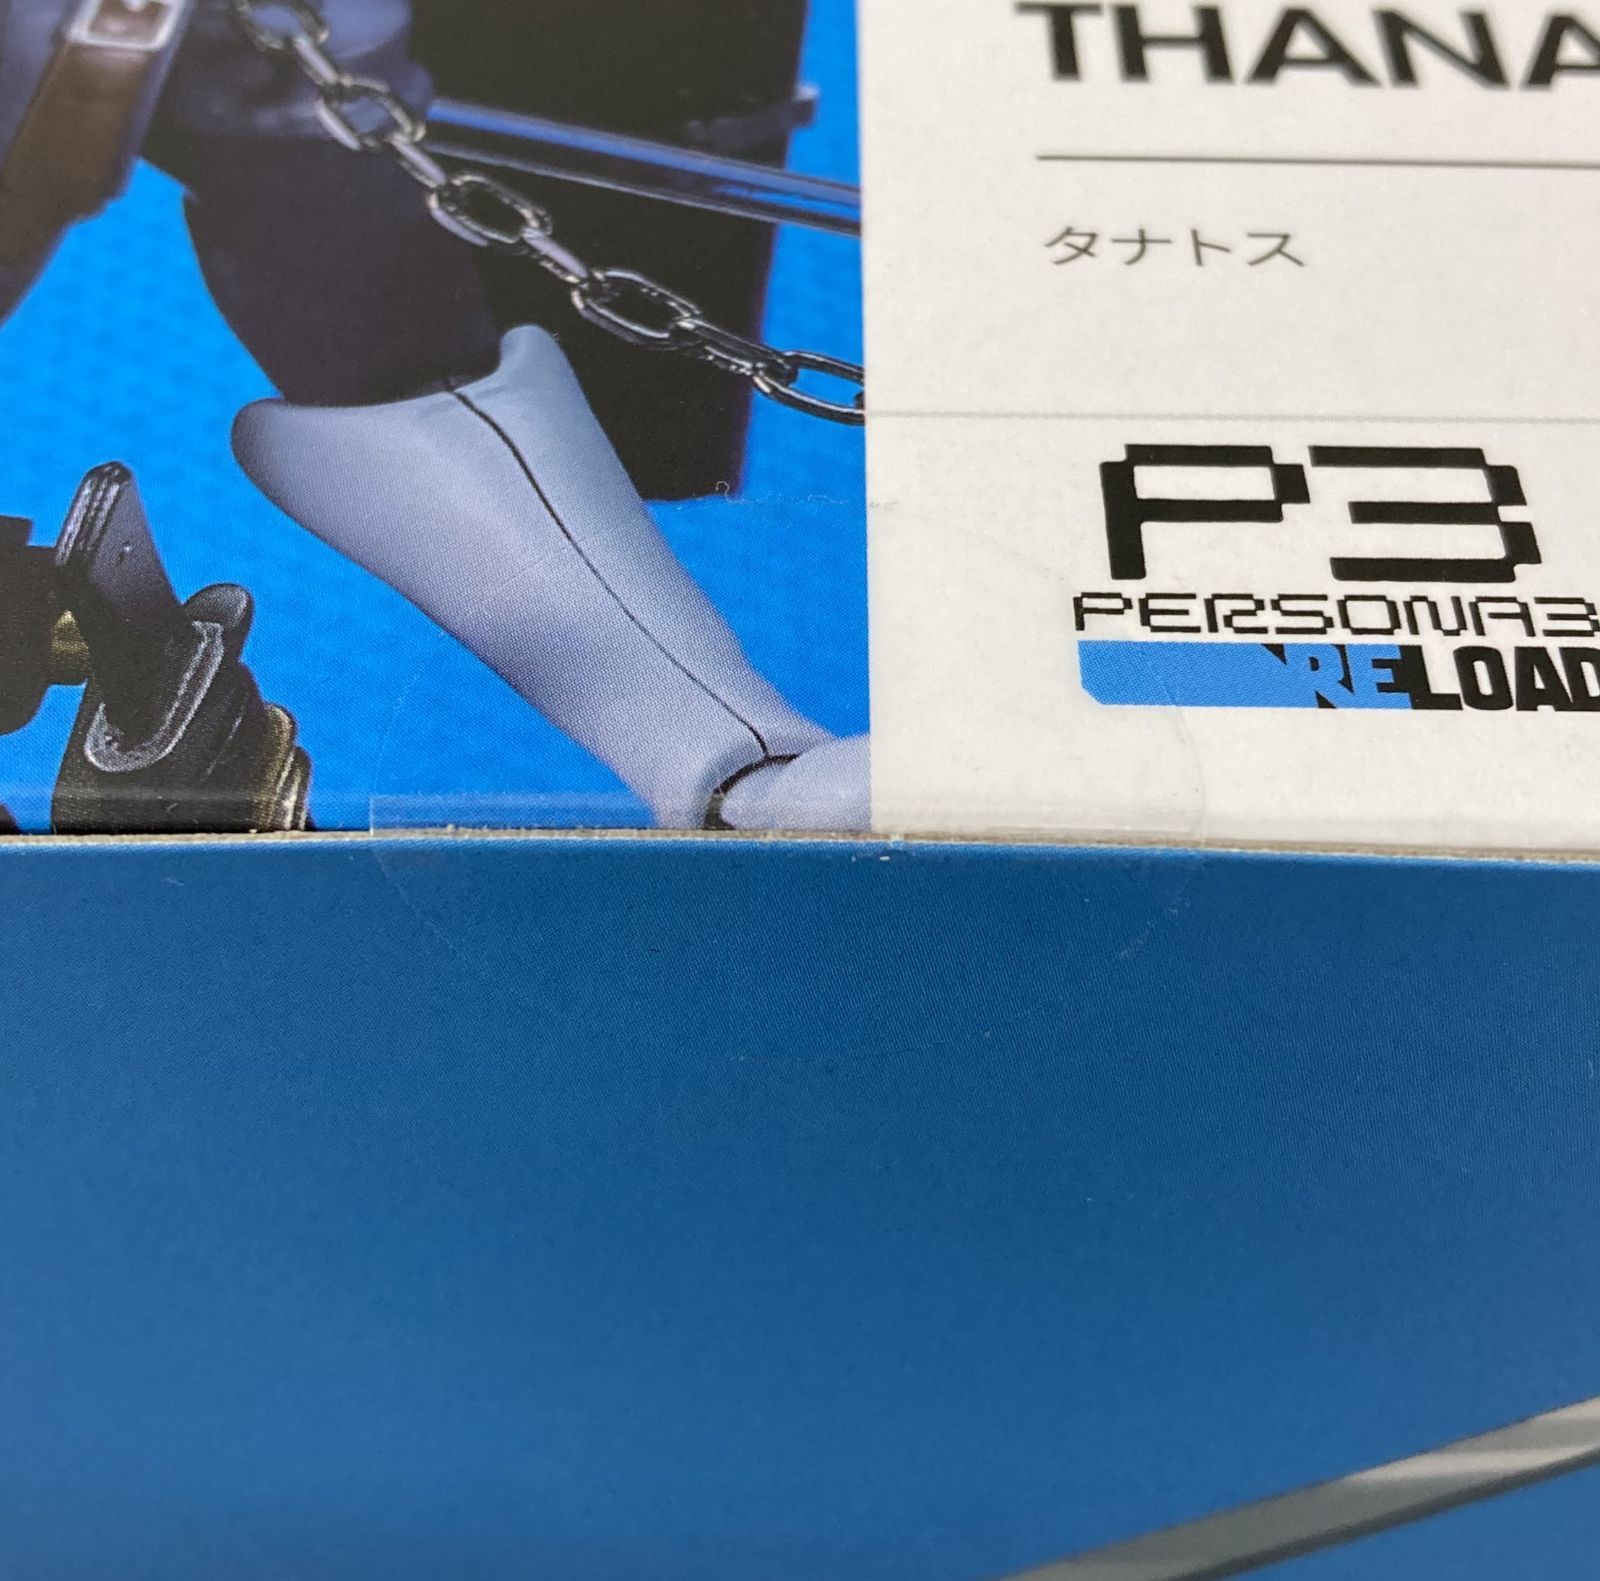 THANA
タナトス
P3
PERSONA3
RELOAD